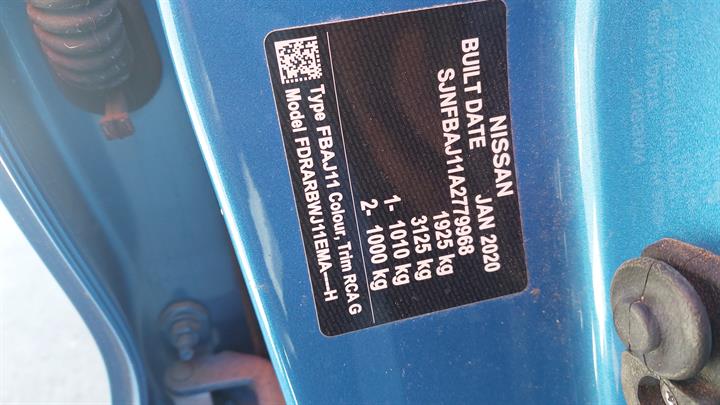 NISSAN
BUILT DATE JAN 2020
SJNFBAJ11A2779968
1925 kg
3125 kg
1- 1010 kg
2- 1000 kg
Type FBAJ11 Colour, Trim RCA G
Model FDRARBWJ11EMA---H